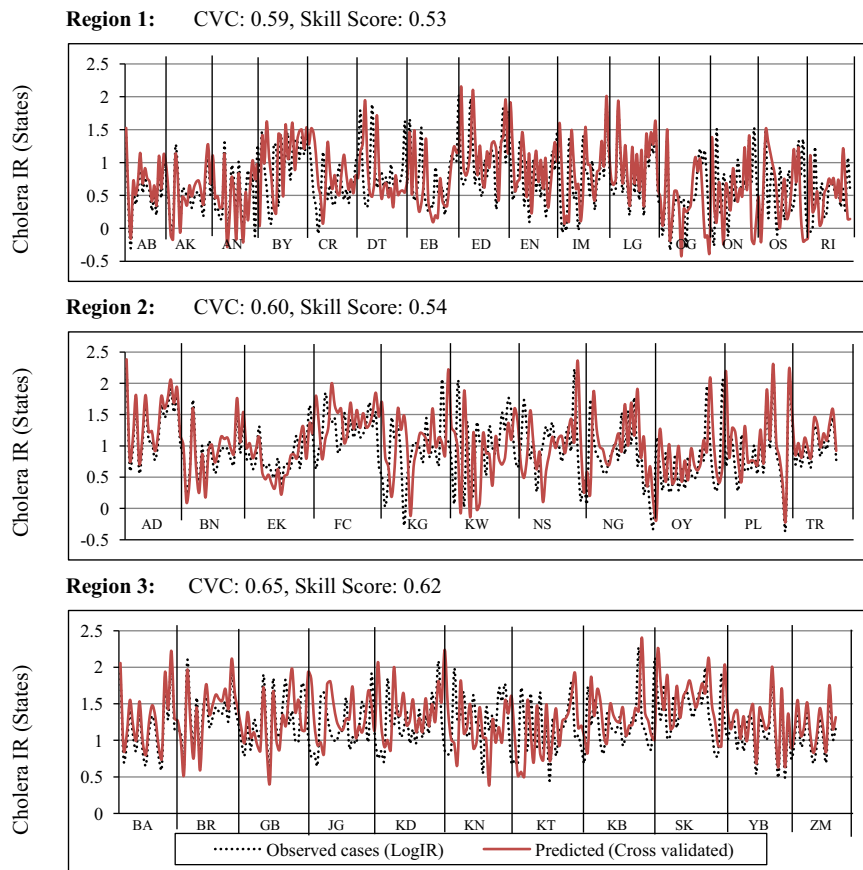 Region 1: CVC: 0.59, Skill Score: 0.53
Cholera IR (States)
2.5
2
1.5
1
0.5
0
-0.5
AB AK AN BY CR DT EB ED EN IM LG OG ON OS RI
Region 2: CVC: 0.60, Skill Score: 0.54
Cholera IR (States)
2.5
2
1.5
1
0.5
0
-0.5
AD BN EK FC KG KW NS NG OY PL TR
Region 3: CVC: 0.65, Skill Score: 0.62
Cholera IR (States)
2.5
2
1.5
1
0.5
0
BA BR GB JG KD KN KT KB SK YB ZM
Observed cases (LogIR) Predicted (Cross validated)